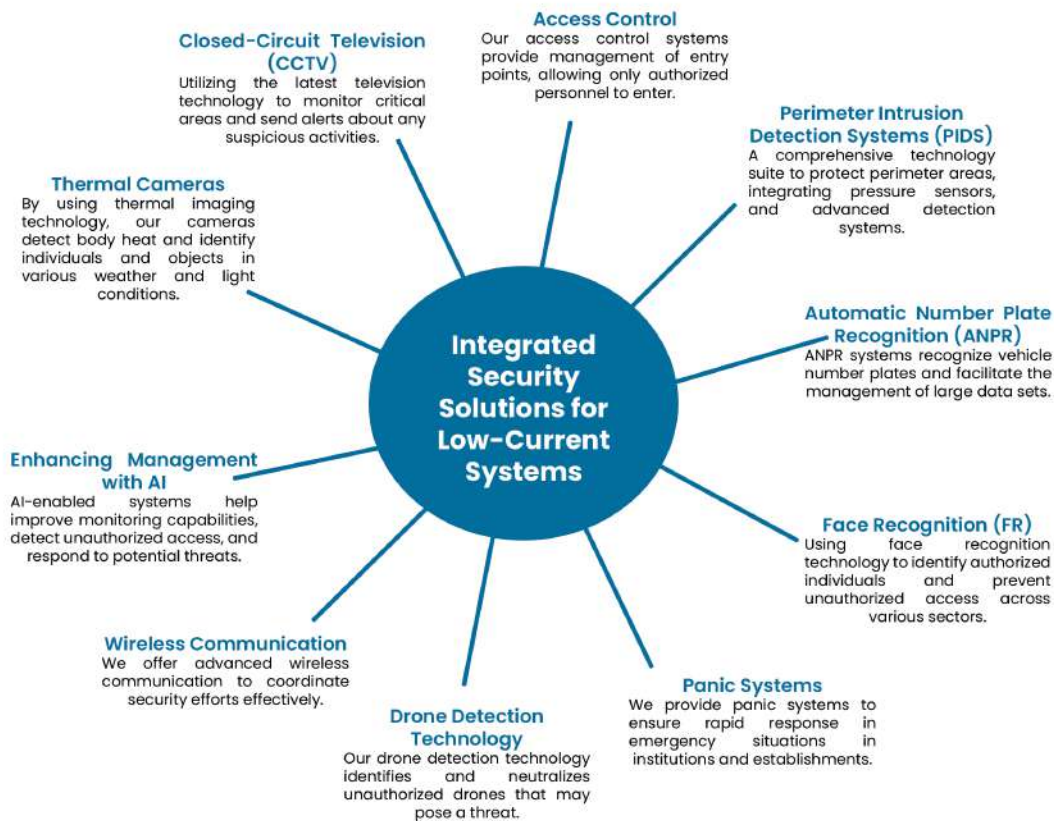 Integrated
Security
Solutions for
Low-Current
Systems
Access Control
Our access control systems
provide management of entry
points, allowing only authorized
personnel to enter.
Perimeter Intrusion
Detection Systems (PIDS)
A comprehensive technology
suite to protect perimeter areas,
integrating pressure sensors,
and advanced detection
systems.
Automatic Number Plate
Recognition (ANPR)
ANPR systems recognize vehicle
number plates and facilitate the
management of large data sets.
Face Recognition (FR)
Using face recognition
technology to identify authorized
individuals and prevent
unauthorized access across
various sectors.
Panic Systems
We provide panic systems to
ensure rapid response in
emergency situations in
institutions and establishments.
Drone Detection
Technology
Our drone detection technology
identifies and neutralizes
unauthorized drones that may
pose a threat.
Wireless Communication
We offer advanced wireless
communication to coordinate
security efforts effectively.
Enhancing Management
with AI
AI-enabled systems help
improve monitoring capabilities,
detect unauthorized access, and
respond to potential threats.
Thermal Cameras
By using thermal imaging
technology, our cameras
detect body heat and identify
individuals and objects in
various weather and light
conditions.
Closed-Circuit Television
(CCTV)
Utilizing the latest television
technology to monitor critical
areas and send alerts about any
suspicious activities.